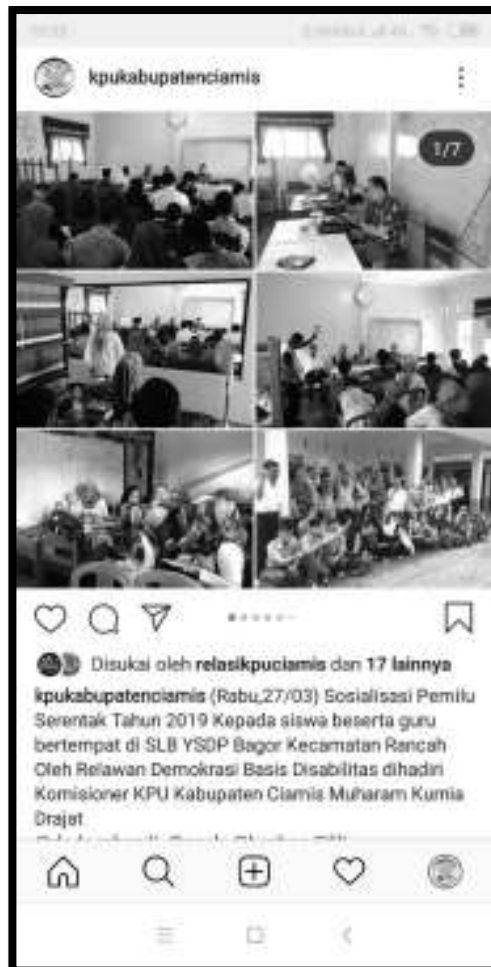 kpukabupatenciamis
1/7
Disukai oleh relasikpuciamis dan 17 lainnya
kpukabupatenciamis (Rabu,27/03) Sosialisasi Pemilu
Serentak Tahun 2019 Kepada siswa beserta guru
bertempat di SLB YSDP Bagor Kecamatan Rancah
Oleh Relawan Demokrasi Basis Disabilitas dihadiri
Komisioner KPU Kabupaten Ciamis Muharam Kurnia
Drajat